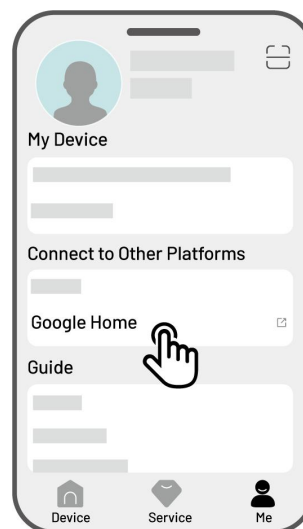 My Device
Connect to Other Platforms
Google Home
Guide
Device Service Me